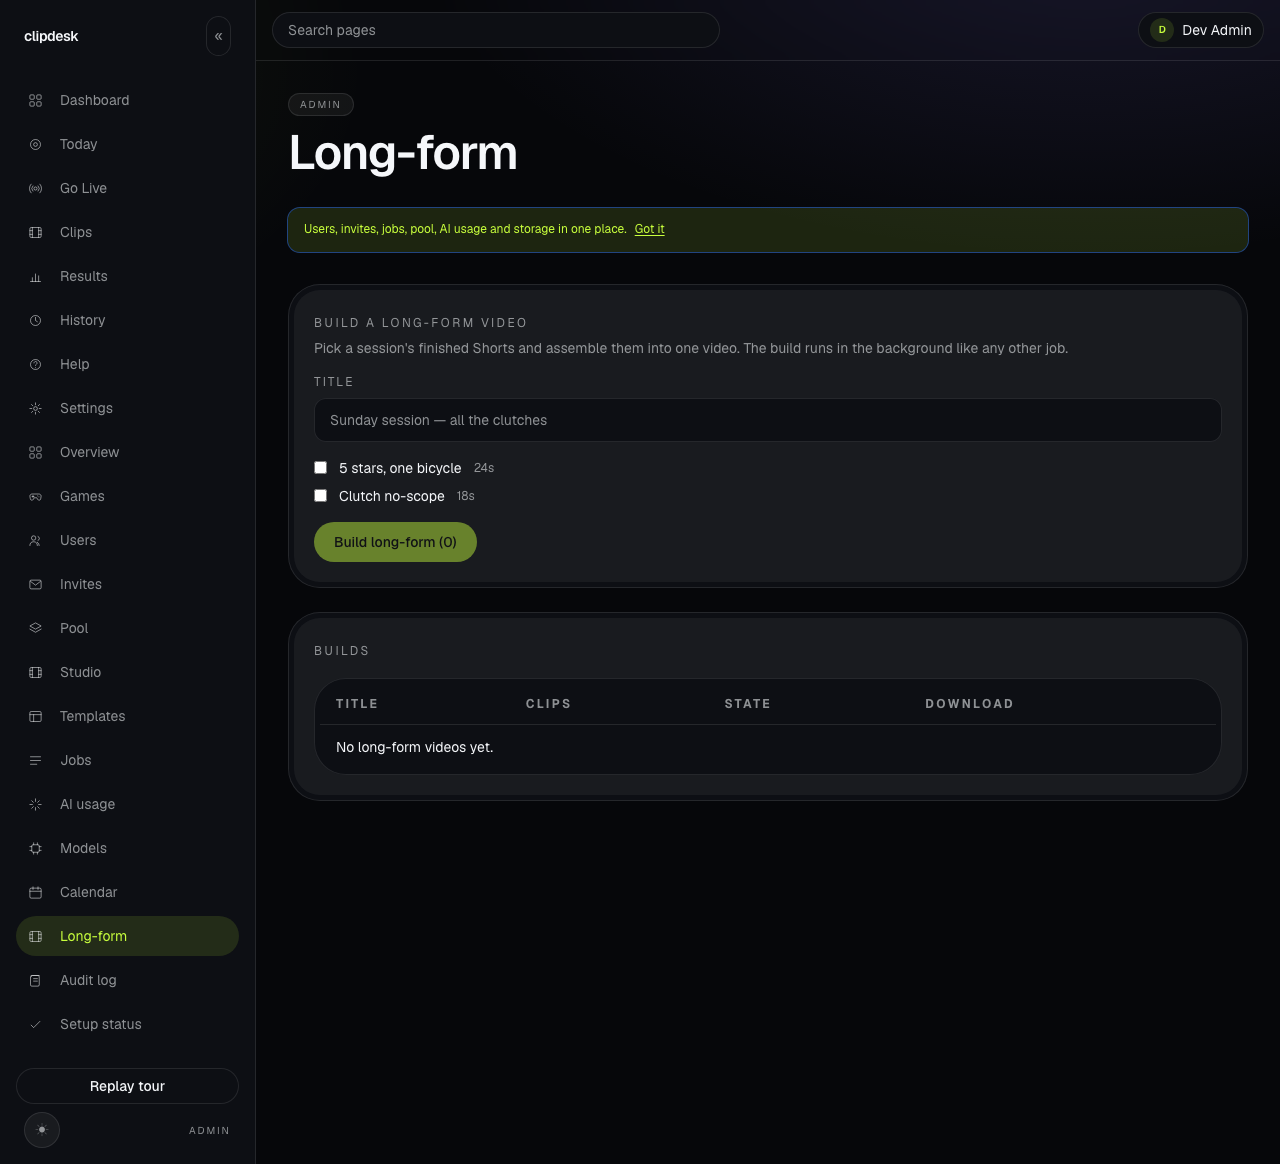 clipdesk
«
Search pages
D
Dev Admin
Dashboard
Today
Go Live
Clips
Results
History
Help
Settings
Overview
Games
Users
Invites
Pool
Studio
Templates
Jobs
AI usage
Models
Calendar
Long-form
Audit log
Setup status
Replay tour
ADMIN
ADMIN
Long-form
Users, invites, jobs, pool, AI usage and storage in one place. Got it
BUILD A LONG-FORM VIDEO
Pick a session's finished Shorts and assemble them into one video. The build runs in the background like any other job.
TITLE
Sunday session — all the clutches
5 stars, one bicycle 24s
Clutch no-scope 18s
Build long-form (0)
BUILDS
TITLE CLIPS STATE DOWNLOAD
No long-form videos yet.